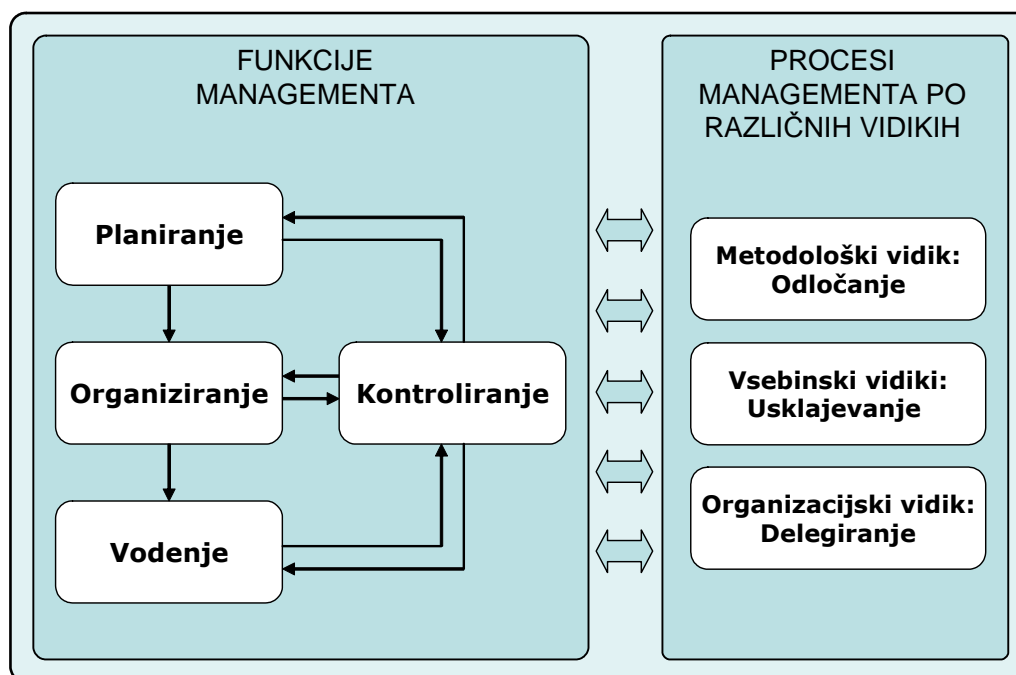 FUNKCIJE
MANAGEMENTA
Planiranje
Organiziranje
Kontroliranje
Vodenje
PROCESI
MANAGEMENTA PO
RAZLIČNIH VIDIKIH
Metodološki vidik:
Odločanje
Vsebinski vidiki:
Usklajevanje
Organizacijski vidik:
Delegiranje